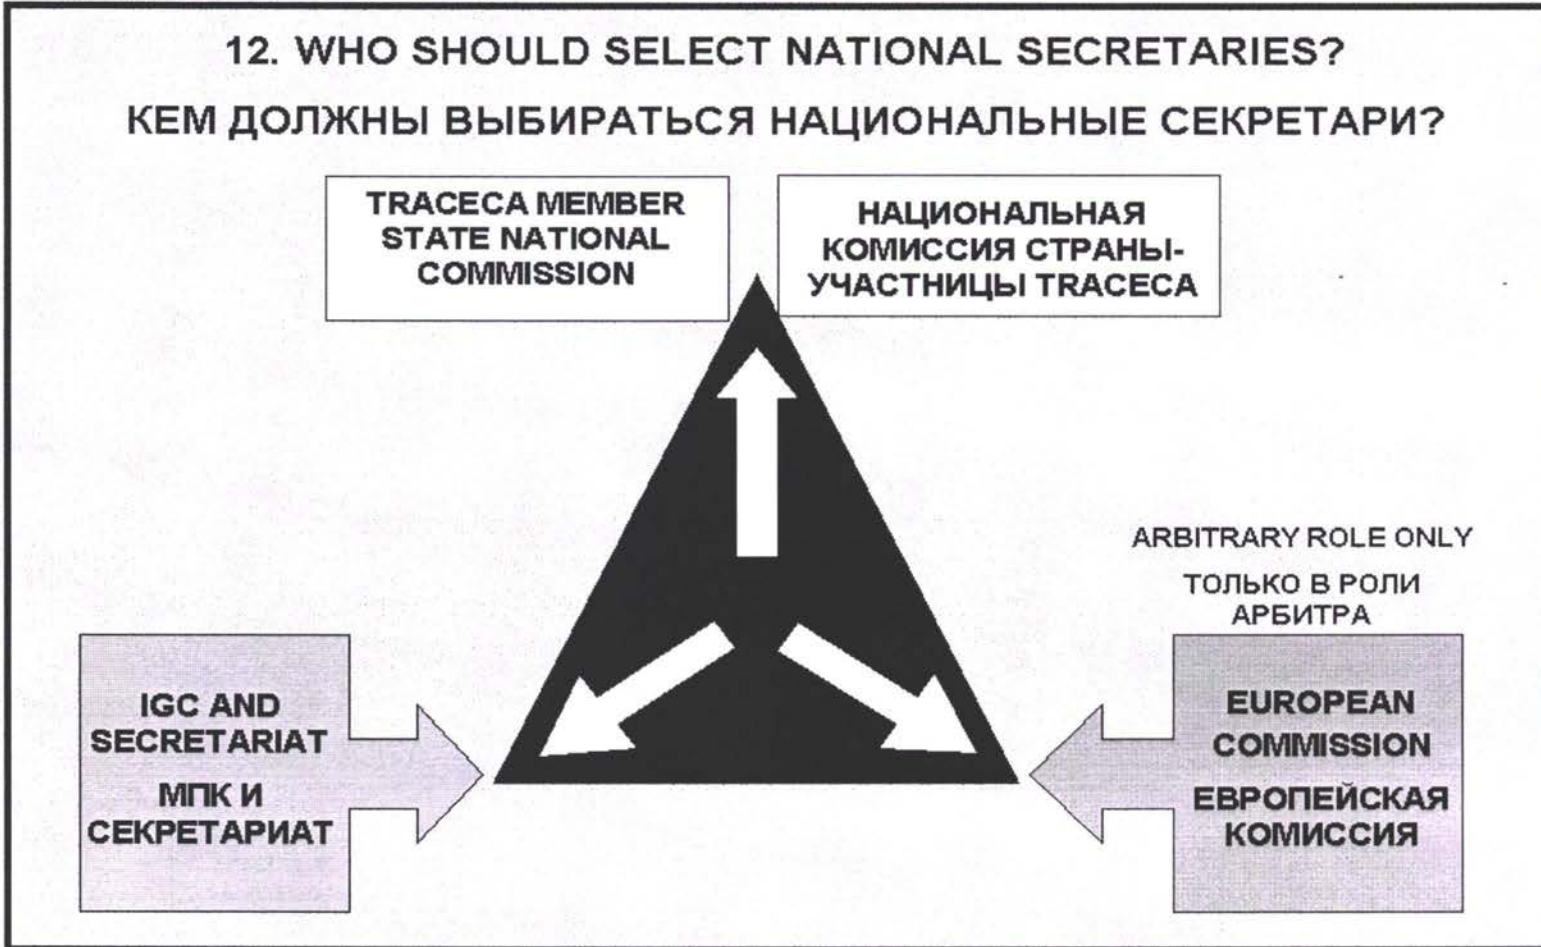 12. WHO SHOULD SELECT NATIONAL SECRETARIES?
КЕМ ДОЛЖНЫ ВЫБИРАТЬСЯ НАЦИОНАЛЬНЫЕ СЕКРЕТАРИ?
TRACECA MEMBER
STATE NATIONAL
COMMISSION
НАЦИОНАЛЬНАЯ
КОМИССИЯ СТРАНЫ-
УЧАСТНИЦЫ TRACECA
ARBITRARY ROLE ONLY
ТОЛЬКО В РОЛИ
АРБИТРА
IGC AND
SECRETARIAT
МПК И
СЕКРЕТАРИАТ
EUROPEAN
COMMISSION
ЕВРОПЕЙСКАЯ
КОМИССИЯ